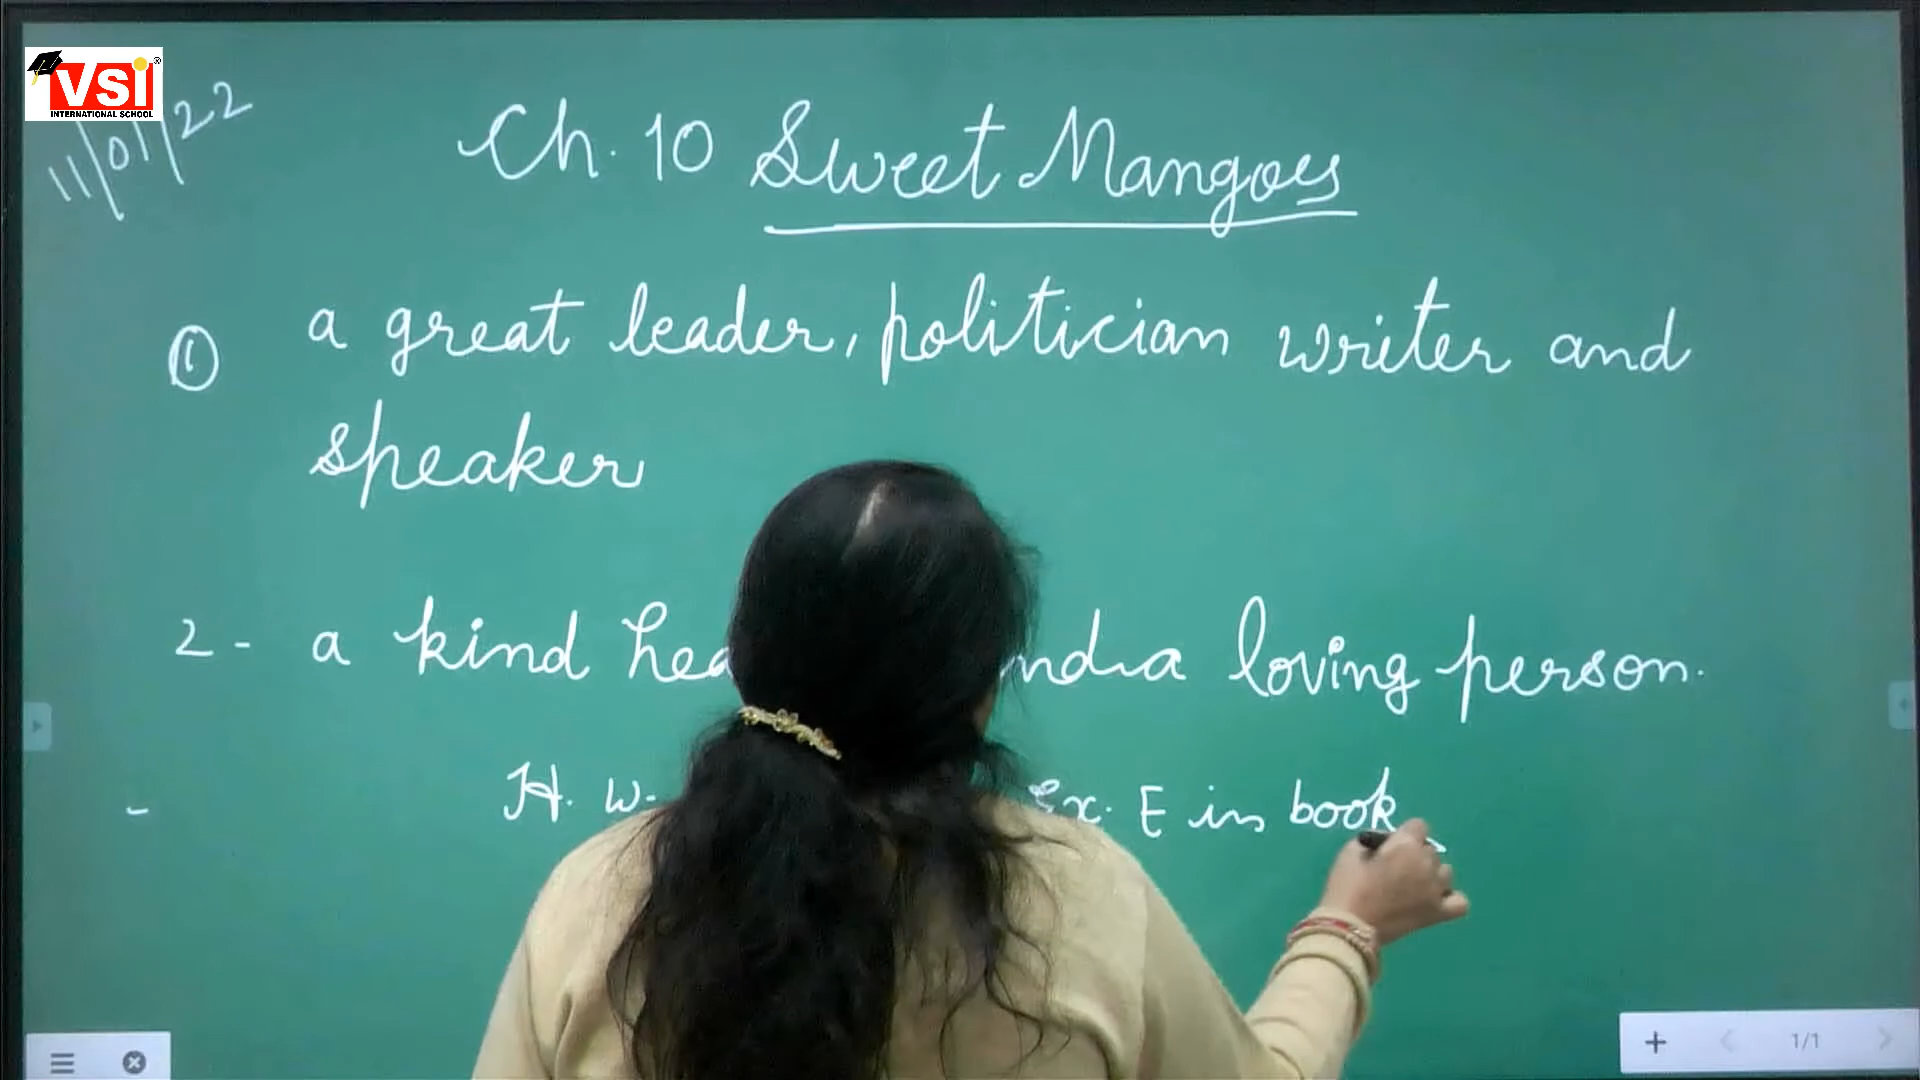 VSI
INTERNATIONAL SCHOOL
11/01/22
Ch. 10 Sweet Mangoes
① a great leader, politician writer and
speaker
2- a kind loving person.
- H. W. Ex. E in book
1/1